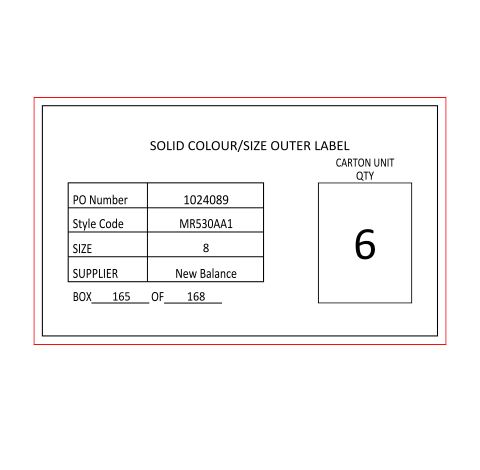 SOLID COLOUR/SIZE OUTER LABEL
CARTON UNIT
QTY
PO Number 1024089
Style Code MR530AA1
SIZE 8
SUPPLIER New Balance
6
BOX 165 OF 168